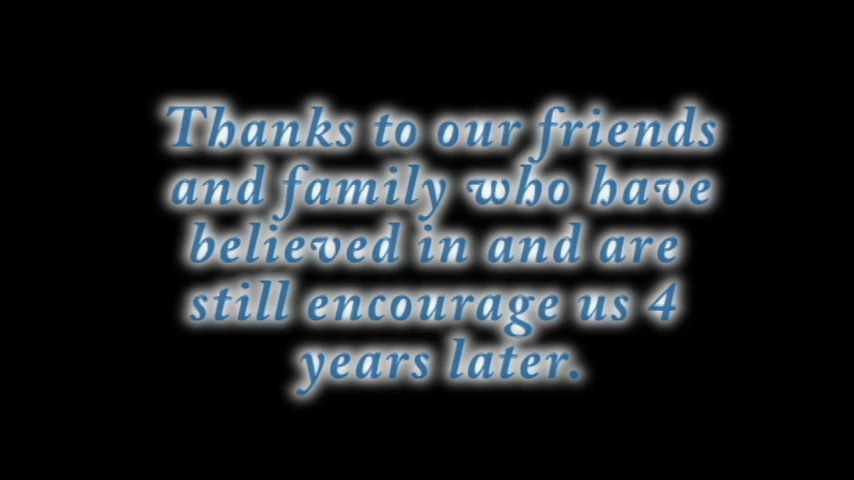 Thanks to our friends
and family who have
believed in and are
still encourage us 4
years later.